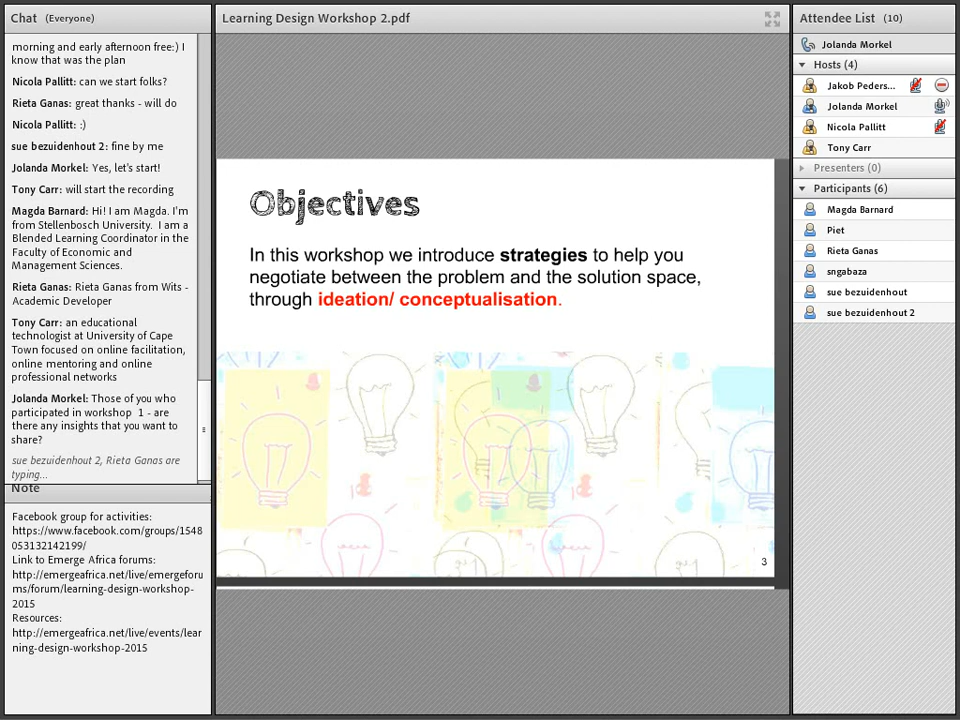 Chat (Everyone)
morning and early afternoon free:) I
know that was the plan
Nicola Pallitt: can we start folks?
Rieta Ganas: great thanks - will do
Nicola Pallitt: :)
sue bezuidenhout 2: fine by me
Jolanda Morkel: Yes, let's start!
Tony Carr: will start the recording
Magda Barnard: Hi! I am Magda. I'm
from Stellenbosch University.  I am a
Blended Learning Coordinator in the
Faculty of Economic and
Management Sciences.
Rieta Ganas: Rieta Ganas from Wits -
Academic Developer
Tony Carr: an educational
technologist at University of Cape
Town focused on online facilitation,
online mentoring and online
professional networks
Jolanda Morkel: Those of you who
participated in workshop  1 - are
there any insights that you want to
share?
sue bezuidenhout 2, Rieta Ganas are
typing...
Note
Facebook group for activities:
https://www.facebook.com/groups/1548
053132142199/
Link to Emerge Africa forums:
http://emergeafrica.net/live/emergeforu
ms/forum/learning-design-workshop-
2015
Resources:
http://emergeafrica.net/live/events/lear
ning-design-workshop-2015
Learning Design Workshop 2.pdf
Objectives
In this workshop we introduce strategies to help you
negotiate between the problem and the solution space,
through ideation/ conceptualisation.
3
Attendee List (10)
Jolanda Morkel
Hosts (4)
Jakob Peders...
Jolanda Morkel
Nicola Pallitt
Tony Carr
Presenters (0)
Participants (6)
Magda Barnard
Piet
Rieta Ganas
sngabaza
sue bezuidenhout
sue bezuidenhout 2